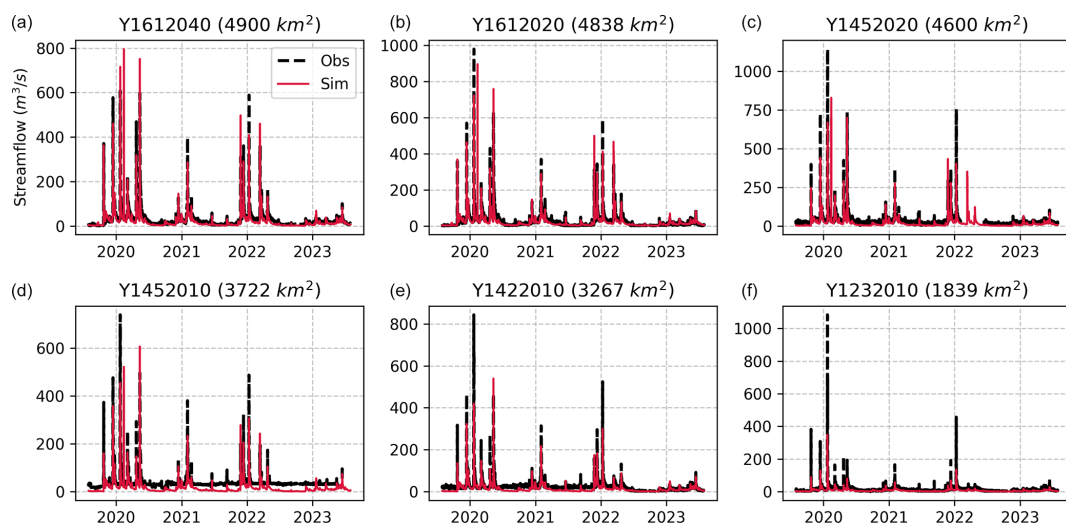 (a) Y1612040 (4900 km²)
(b) Y1612020 (4838 km²)
(c) Y1452020 (4600 km²)
Streamflow (m³/s)
800
600
400
200
0
Obs
Sim
2020 2021 2022 2023
1000
800
600
400
200
0
2020 2021 2022 2023
1000
750
500
250
0
2020 2021 2022 2023
(d) Y1452010 (3722 km²)
(e) Y1422010 (3267 km²)
(f) Y1232010 (1839 km²)
600
400
200
0
2020 2021 2022 2023
800
600
400
200
0
2020 2021 2022 2023
1000
800
600
400
200
0
2020 2021 2022 2023